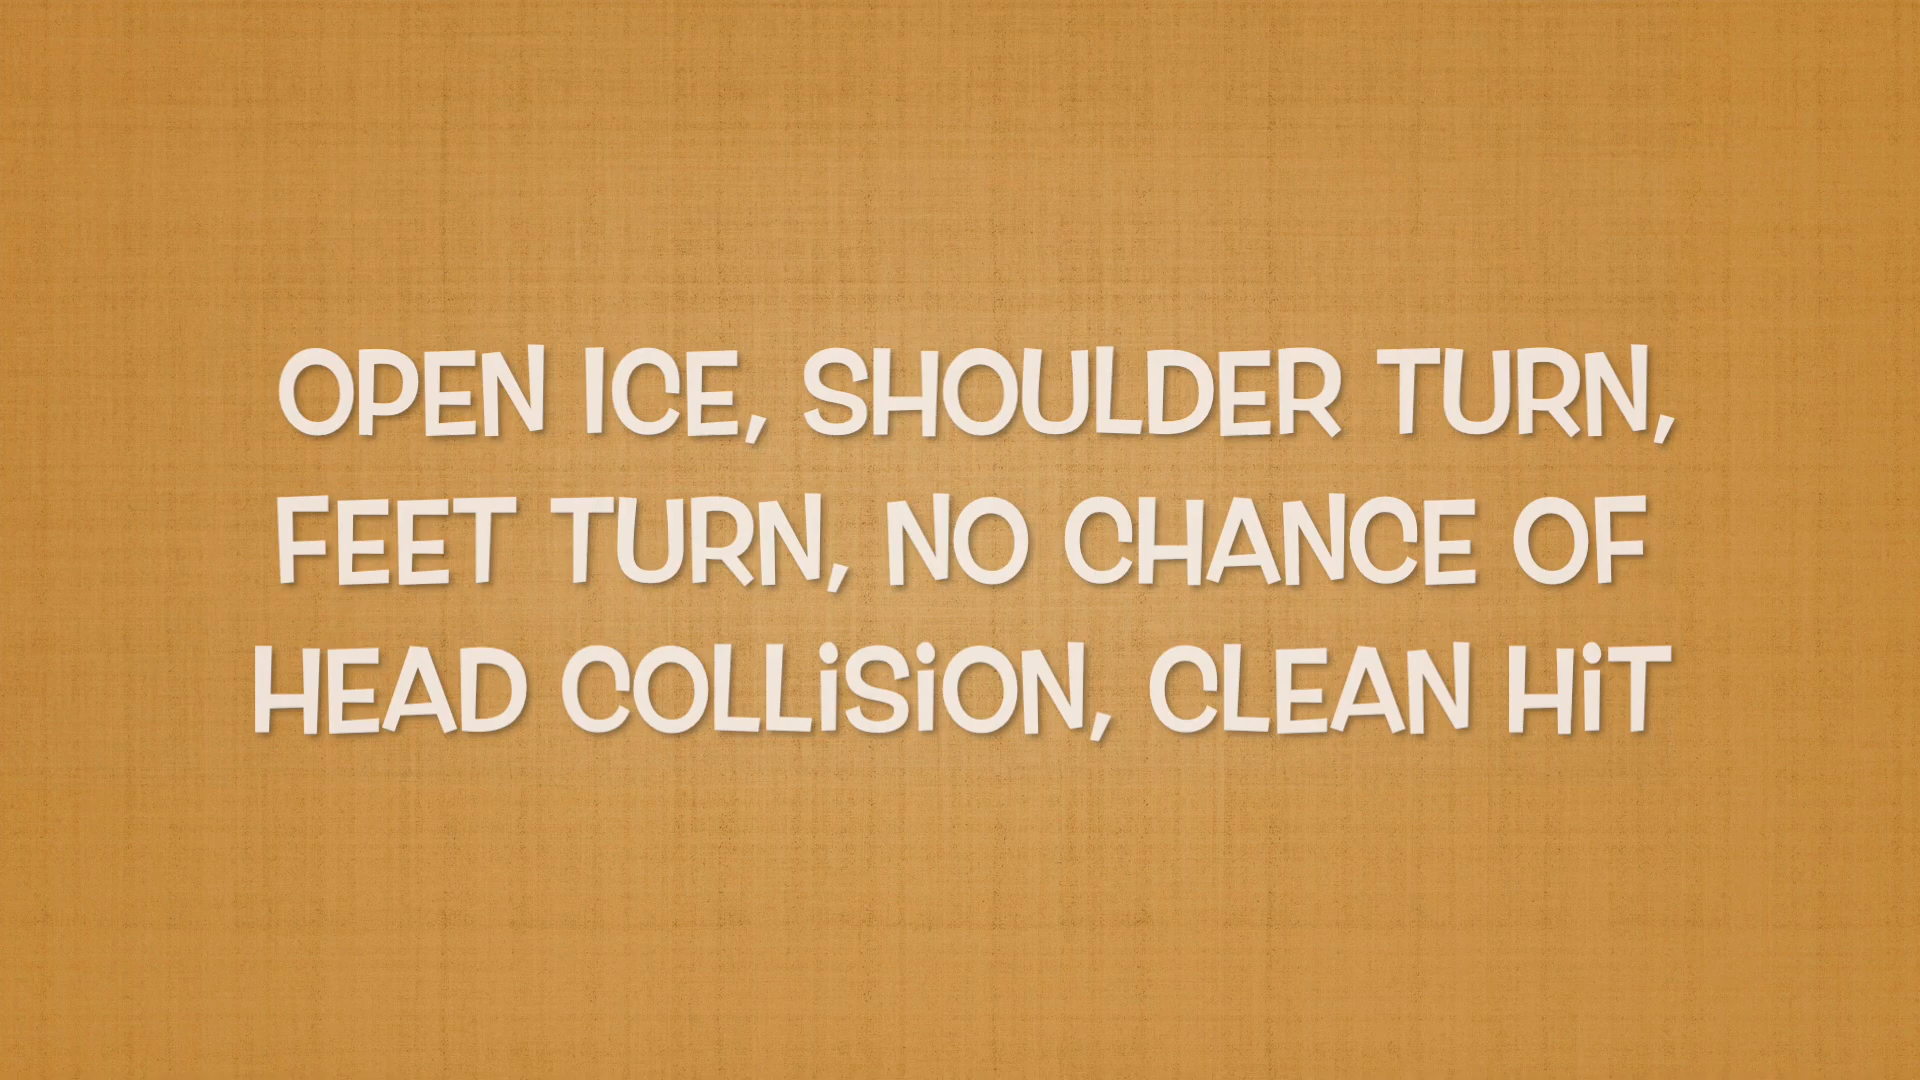 OPEN ICE, SHOULDER TURN,
FEET TURN, NO CHANCE OF
HEAD COLLiSiON, CLEAN HiT